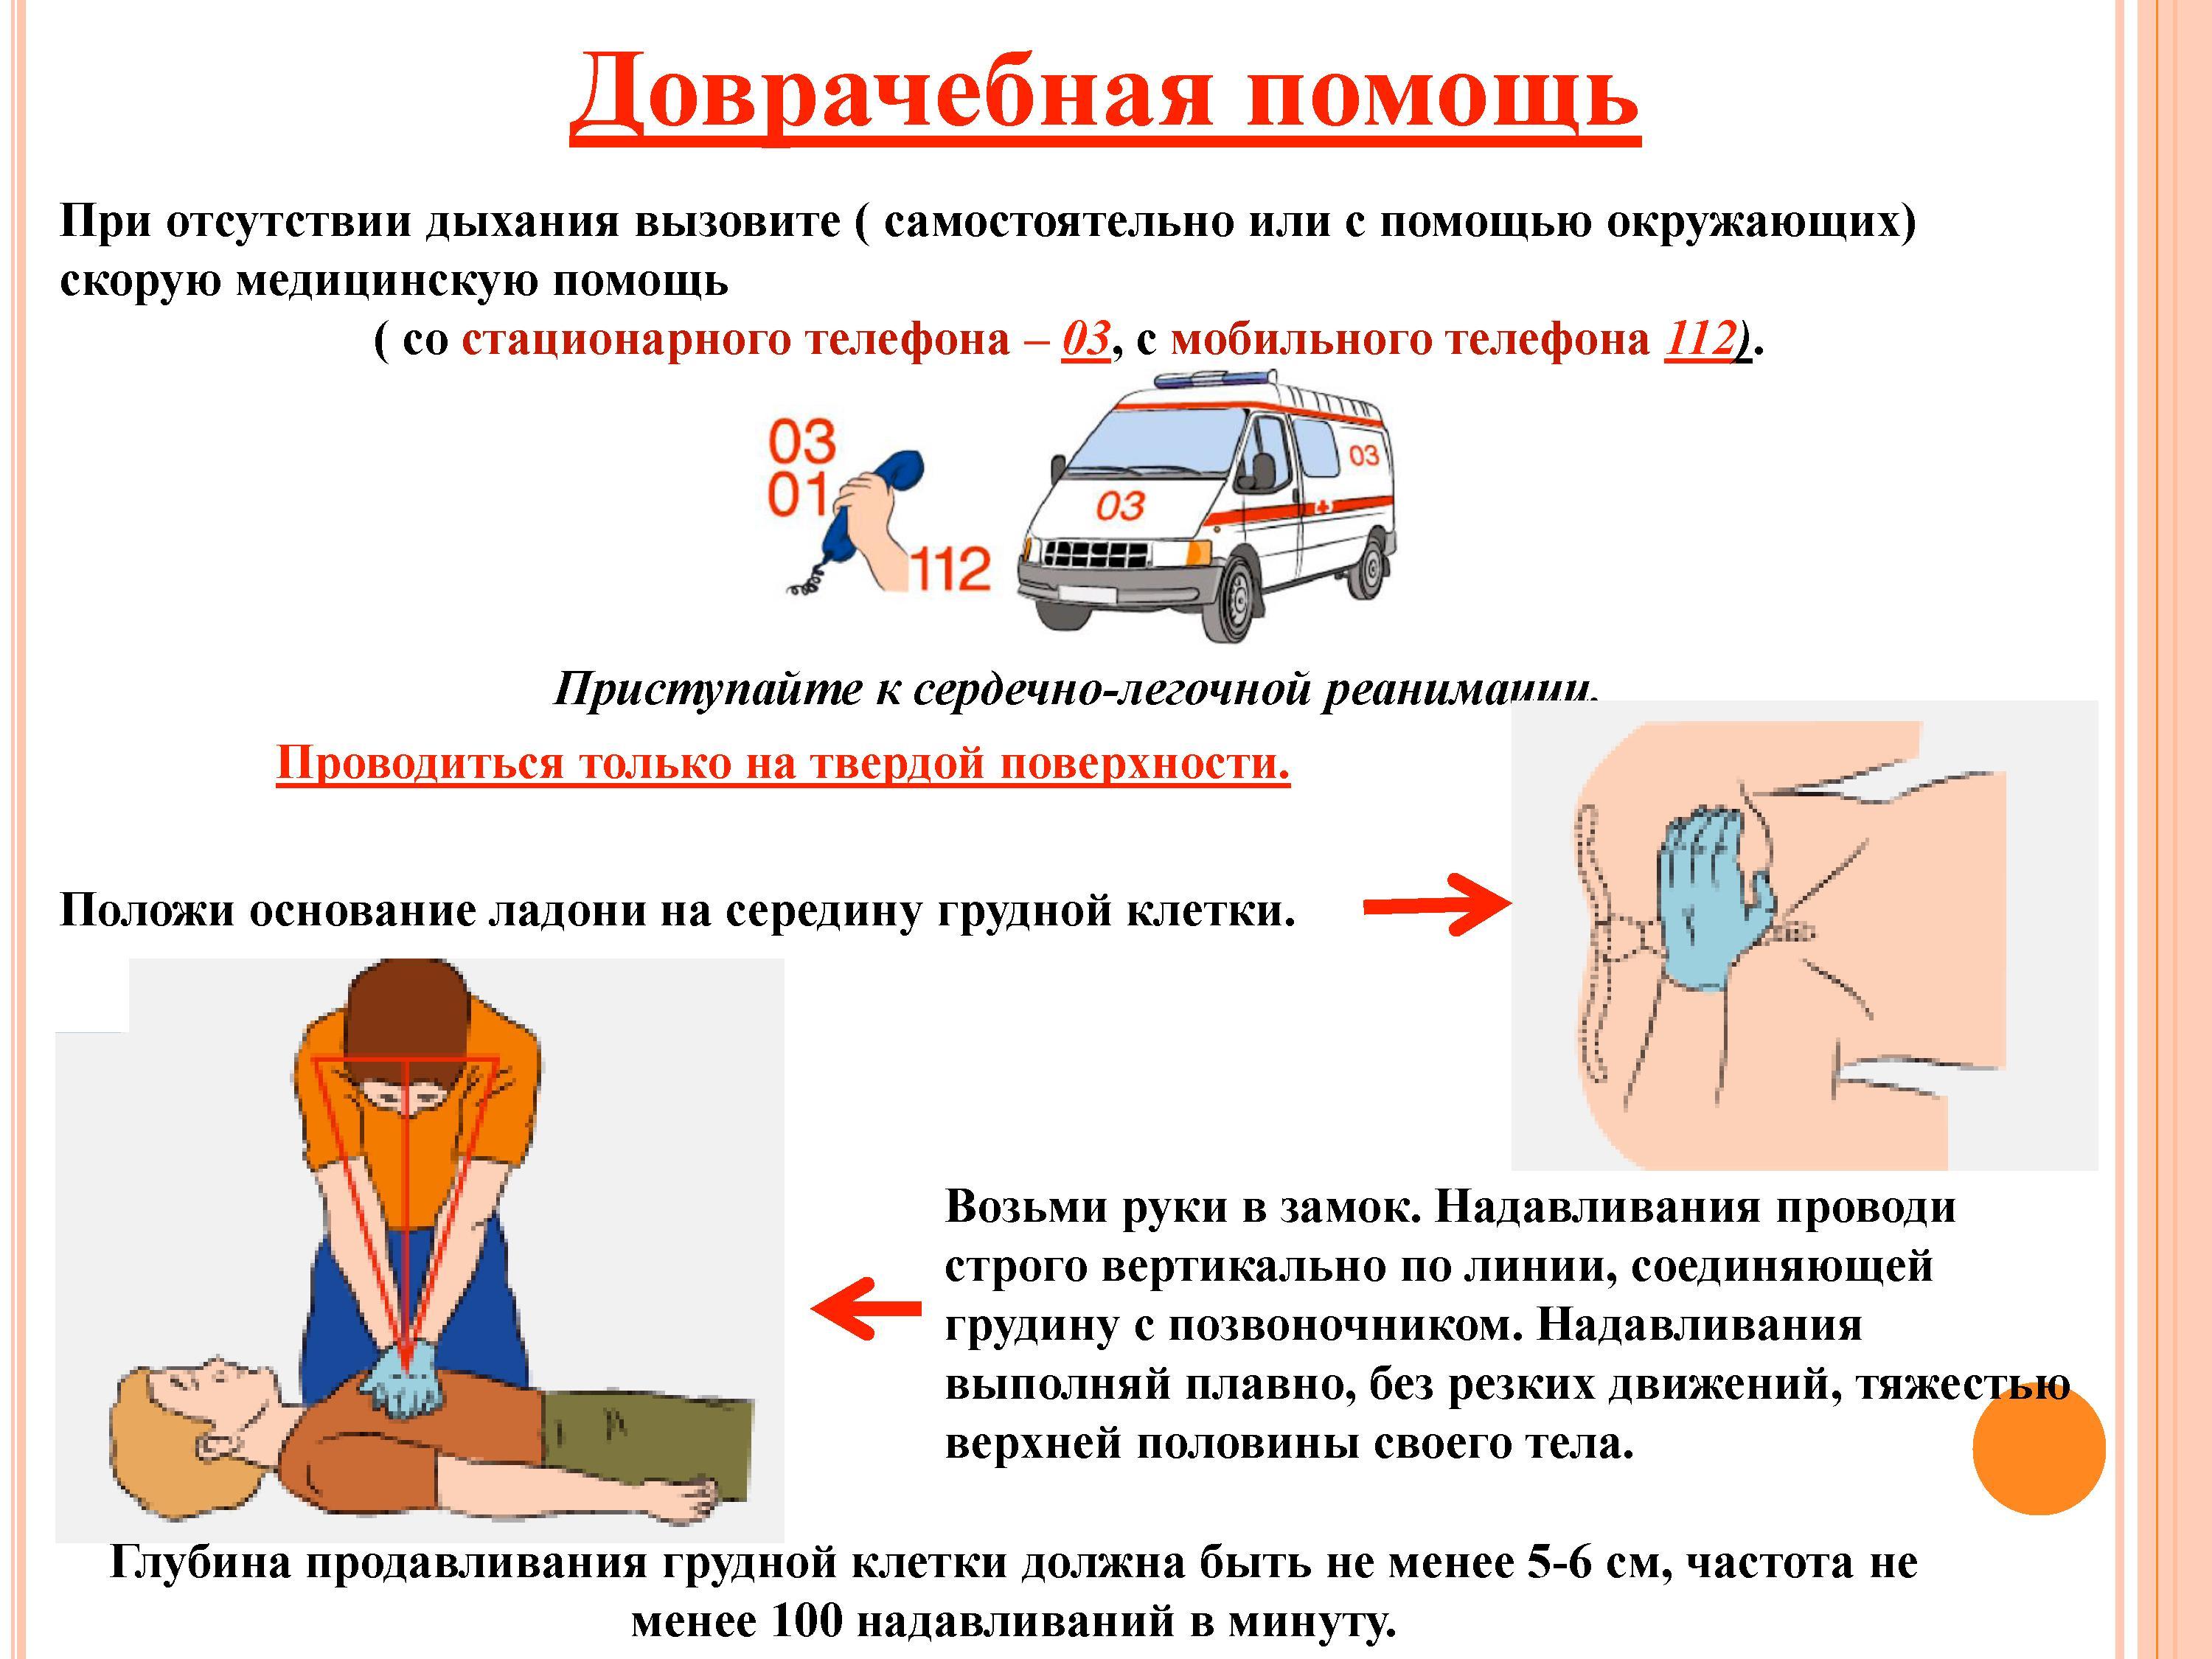 Доврачебная помощь
При отсутствии дыхания вызовите ( самостоятельно или с помощью окружающих)
скорую медицинскую помощь
( со стационарного телефона – 03, с мобильного телефона 112).
03
01
112
03
03
Приступайте к сердечно-легочной реанимации.
Проводиться только на твердой поверхности.
Положи основание ладони на середину грудной клетки.
Возьми руки в замок. Надавливания проводи
строго вертикально по линии, соединяющей
грудину с позвоночником. Надавливания
выполняй плавно, без резких движений, тяжестью
верхней половины своего тела.
Глубина продавливания грудной клетки должна быть не менее 5-6 см, частота не
менее 100 надавливаний в минуту.